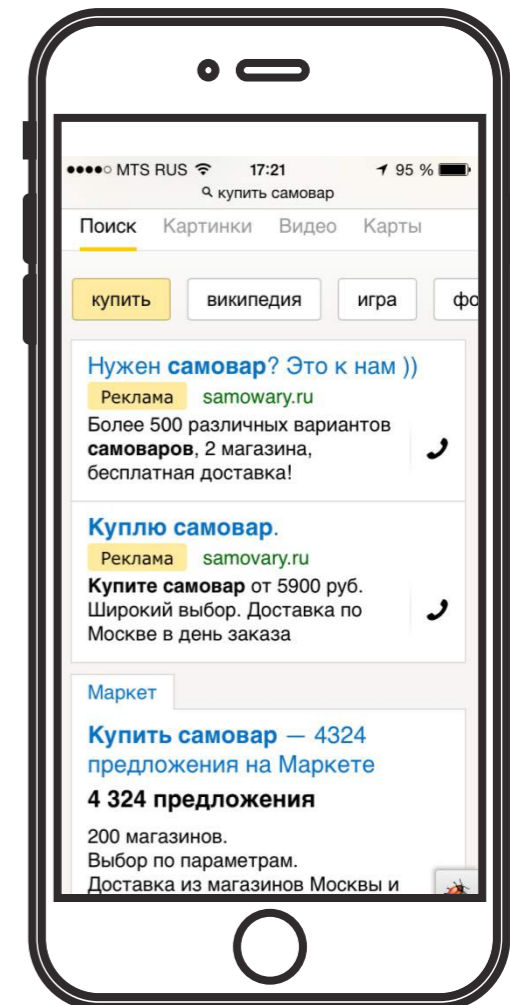 MTS RUS 17:21 95 %
купить самовар
Поиск Картинки Видео Карты
купить википедия игра фо
Нужен самовар? Это к нам ))
Реклама samowary.ru
Более 500 различных вариантов
самоваров, 2 магазина,
бесплатная доставка!
Куплю самовар.
Реклама samovary.ru
Купите самовар от 5900 руб.
Широкий выбор. Доставка по
Москве в день заказа
Маркет
Купить самовар — 4324
предложения на Маркете
4 324 предложения
200 магазинов.
Выбор по параметрам.
Доставка из магазинов Москвы и